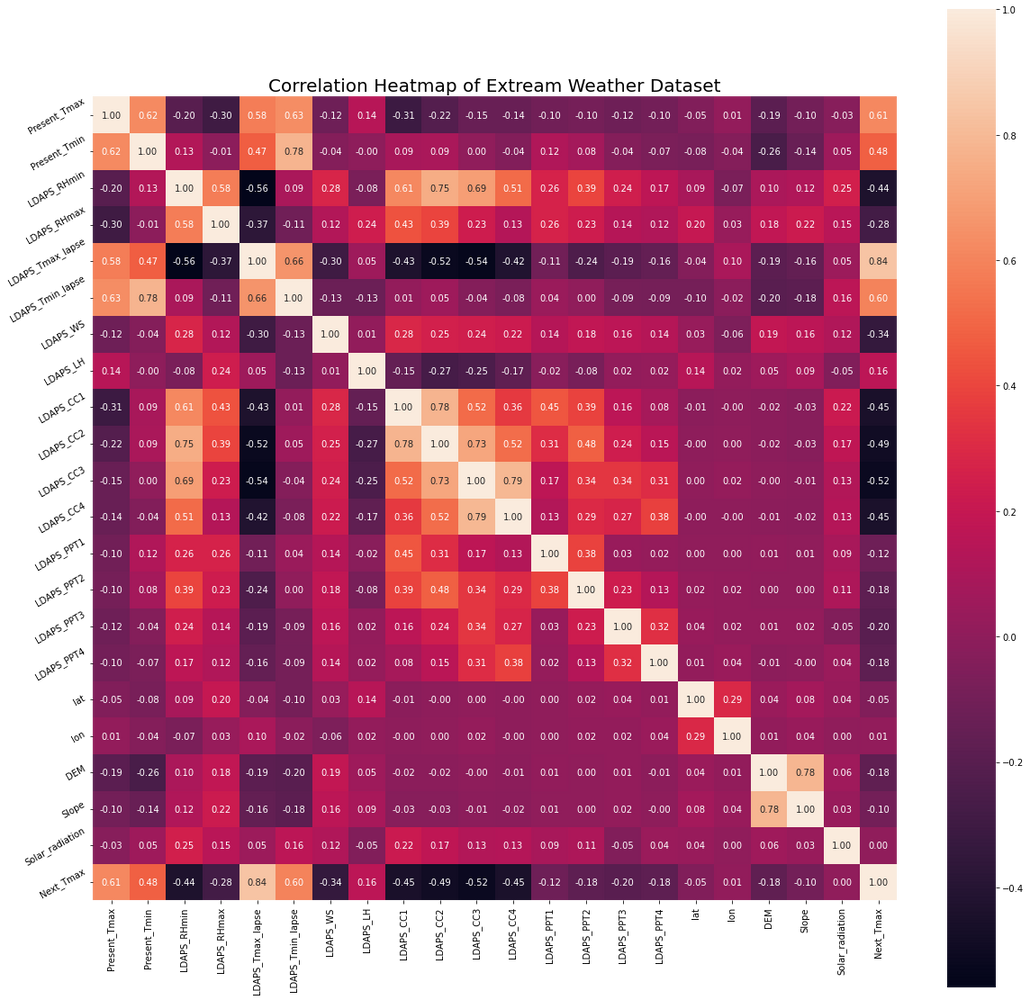 Correlation Heatmap of Extream Weather Dataset
Present_Tmax 1.00 0.62 -0.20 -0.30 0.58 0.63 -0.12 0.14 -0.31 -0.22 -0.15 -0.14 -0.10 -0.10 -0.12 -0.10 -0.05 0.01 -0.19 -0.10 -0.03 0.61
Present_Tmin 0.62 1.00 0.13 -0.01 0.47 0.78 -0.04 -0.00 0.09 0.09 0.00 -0.04 0.12 0.08 -0.04 -0.07 -0.08 -0.04 -0.26 -0.14 0.05 0.48
LDAPS_RHmin -0.20 0.13 1.00 0.58 -0.56 0.09 0.28 -0.08 0.61 0.75 0.69 0.51 0.26 0.39 0.24 0.17 0.09 -0.07 0.10 0.12 0.25 -0.44
LDAPS_RHmax -0.30 -0.01 0.58 1.00 -0.37 -0.11 0.12 0.24 0.43 0.39 0.23 0.13 0.26 0.23 0.14 0.12 0.20 0.03 0.18 0.22 0.15 -0.28
LDAPS_Tmax_lapse 0.58 0.47 -0.56 -0.37 1.00 0.66 -0.30 0.05 -0.43 -0.52 -0.54 -0.42 -0.11 -0.24 -0.19 -0.16 -0.04 0.10 -0.19 -0.16 0.05 0.84
LDAPS_Tmin_lapse 0.63 0.78 0.09 -0.11 0.66 1.00 -0.13 -0.13 0.01 0.05 -0.04 -0.08 0.04 0.00 -0.09 -0.09 -0.10 -0.02 -0.20 -0.18 0.16 0.60
LDAPS_WS -0.12 -0.04 0.28 0.12 -0.30 -0.13 1.00 0.01 0.28 0.25 0.24 0.22 0.14 0.18 0.16 0.14 0.03 -0.06 0.19 0.16 0.12 -0.34
LDAPS_LH 0.14 -0.00 -0.08 0.24 0.05 -0.13 0.01 1.00 -0.15 -0.27 -0.25 -0.17 -0.02 -0.08 0.02 0.02 0.14 0.02 0.05 0.09 -0.05 0.16
LDAPS_CC1 -0.31 0.09 0.61 0.43 -0.43 0.01 0.28 -0.15 1.00 0.78 0.52 0.36 0.45 0.39 0.16 0.08 -0.01 -0.00 -0.02 -0.03 0.22 -0.45
LDAPS_CC2 -0.22 0.09 0.75 0.39 -0.52 0.05 0.25 -0.27 0.78 1.00 0.73 0.52 0.31 0.48 0.24 0.15 -0.00 0.00 -0.02 -0.03 0.17 -0.49
LDAPS_CC3 -0.15 0.00 0.69 0.23 -0.54 -0.04 0.24 -0.25 0.52 0.73 1.00 0.79 0.17 0.34 0.34 0.31 0.00 0.02 -0.00 -0.01 0.13 -0.52
LDAPS_CC4 -0.14 -0.04 0.51 0.13 -0.42 -0.08 0.22 -0.17 0.36 0.52 0.79 1.00 0.13 0.29 0.27 0.38 -0.00 -0.00 -0.01 -0.02 0.13 -0.45
LDAPS_PPT1 -0.10 0.12 0.26 0.26 -0.11 0.04 0.14 -0.02 0.45 0.31 0.17 0.13 1.00 0.38 0.03 0.02 0.00 0.00 0.01 0.01 0.09 -0.12
LDAPS_PPT2 -0.10 0.08 0.39 0.23 -0.24 0.00 0.18 -0.08 0.39 0.48 0.34 0.29 0.38 1.00 0.23 0.13 0.02 0.02 0.00 0.00 0.11 -0.18
LDAPS_PPT3 -0.12 -0.04 0.24 0.14 -0.19 -0.09 0.16 0.02 0.16 0.24 0.34 0.27 0.03 0.23 1.00 0.32 0.04 0.02 0.01 0.02 -0.05 -0.20
LDAPS_PPT4 -0.10 -0.07 0.17 0.12 -0.16 -0.09 0.14 0.02 0.08 0.15 0.31 0.38 0.02 0.13 0.32 1.00 0.01 0.04 -0.01 -0.00 0.04 -0.18
lat -0.05 -0.08 0.09 0.20 -0.04 -0.10 0.03 0.14 -0.01 -0.00 0.00 -0.00 0.00 0.02 0.04 0.01 1.00 0.29 0.04 0.08 0.04 -0.05
lon 0.01 -0.04 -0.07 0.03 0.10 -0.02 -0.06 0.02 -0.00 0.00 0.02 -0.00 0.00 0.02 0.02 0.04 0.29 1.00 0.01 0.04 0.00 0.01
DEM -0.19 -0.26 0.10 0.18 -0.19 -0.20 0.19 0.05 -0.02 -0.02 -0.00 -0.01 0.01 0.00 0.01 -0.01 0.04 0.01 1.00 0.78 0.06 -0.18
Slope -0.10 -0.14 0.12 0.22 -0.16 -0.18 0.16 0.09 -0.03 -0.03 -0.01 -0.02 0.01 0.00 0.02 -0.00 0.08 0.04 0.78 1.00 0.03 -0.10
Solar_radiation -0.03 0.05 0.25 0.15 0.05 0.16 0.12 -0.05 0.22 0.17 0.13 0.13 0.09 0.11 -0.05 0.04 0.04 0.00 0.06 0.03 1.00 0.00
Next_Tmax 0.61 0.48 -0.44 -0.28 0.84 0.60 -0.34 0.16 -0.45 -0.49 -0.52 -0.45 -0.12 -0.18 -0.20 -0.18 -0.05 0.01 -0.18 -0.10 0.00 1.00
Present_Tmax
Present_Tmin
LDAPS_RHmin
LDAPS_RHmax
LDAPS_Tmax_lapse
LDAPS_Tmin_lapse
LDAPS_WS
LDAPS_LH
LDAPS_CC1
LDAPS_CC2
LDAPS_CC3
LDAPS_CC4
LDAPS_PPT1
LDAPS_PPT2
LDAPS_PPT3
LDAPS_PPT4
lat
lon
DEM
Slope
Solar_radiation
Next_Tmax
1.0
0.8
0.6
0.4
0.2
0.0
−0.2
−0.4